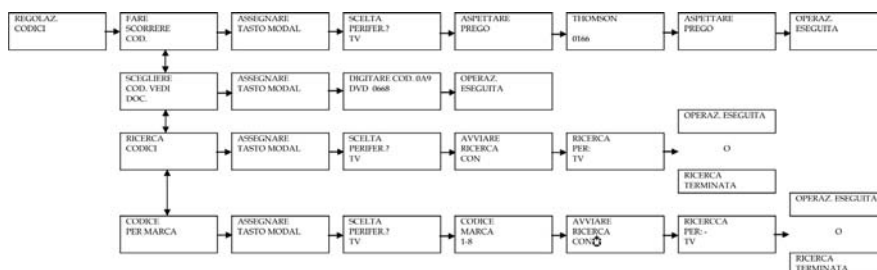 REGOLAZ.
CODICI
FARE
SCORRERE
COD.
ASSEGNARE
TASTO MODAL
SCELTA
PERIFER.?
TV
ASPETTARE
PREGO
THOMSON
0166
ASPETTARE
PREGO
OPERAZ.
ESEGUITA
SCEGLIERE
COD. VEDI
DOC.
ASSEGNARE
TASTO MODAL
DIGITARE COD. 0A9
DVD 0668
OPERAZ.
ESEGUITA
RICERCA
CODICI
ASSEGNARE
TASTO MODAL
SCELTA
PERIFER.?
TV
AVVIARE
RICERCA
CON
RICERCA
PER:
TV
OPERAZ. ESEGUITA
O
RICERCA
TERMINATA
CODICE
PER MARCA
ASSEGNARE
TASTO MODAL
SCELTA
PERIFER.?
TV
CODICE
MARCA
1-8
AVVIARE
RICERCA
CON
RICERCCA
PER: -
TV
OPERAZ. ESEGUITA
O
RICERCA
TERMINATA